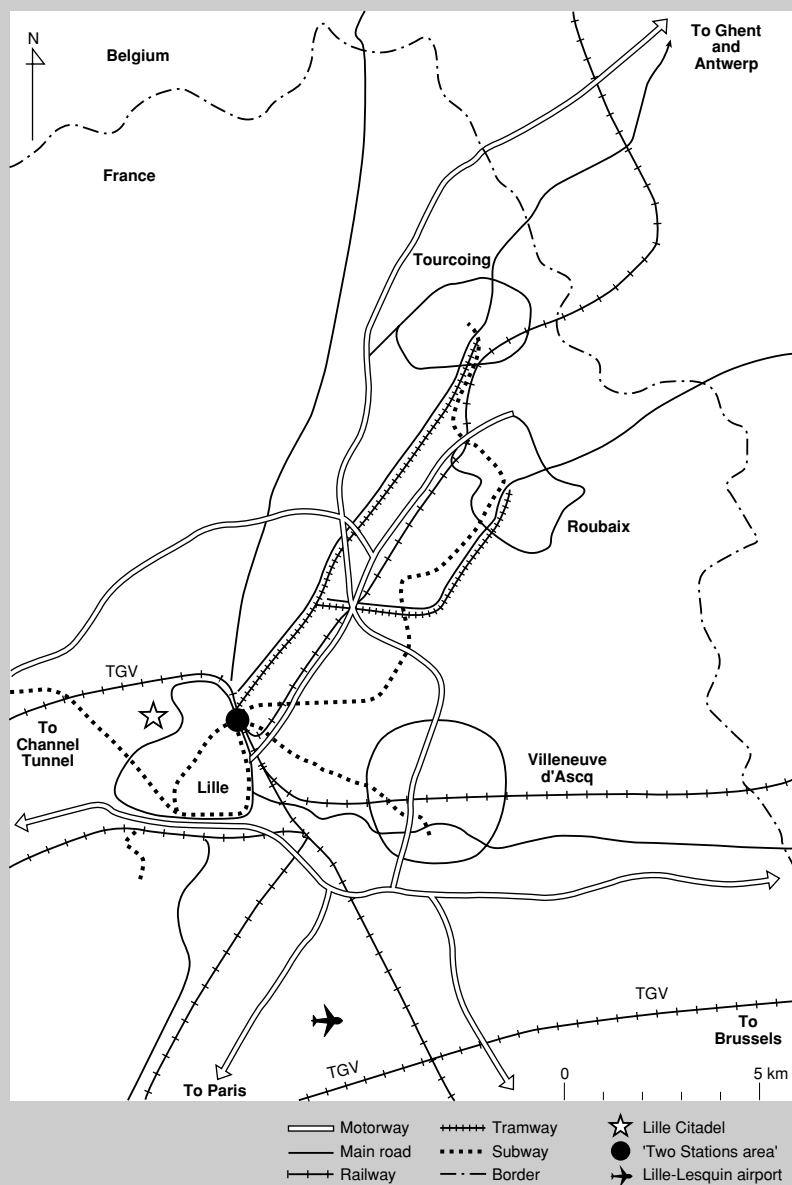 N
Belgium
To Ghent
and
Antwerp
France
Tourcoing
Roubaix
TGV
To
Channel
Tunnel
Lille
Villeneuve
d'Ascq
TGV
To
Brussels
TGV
To Paris
0 5 km
Motorway Tramway Lille Citadel
Main road Subway 'Two Stations area'
Railway Border Lille-Lesquin airport